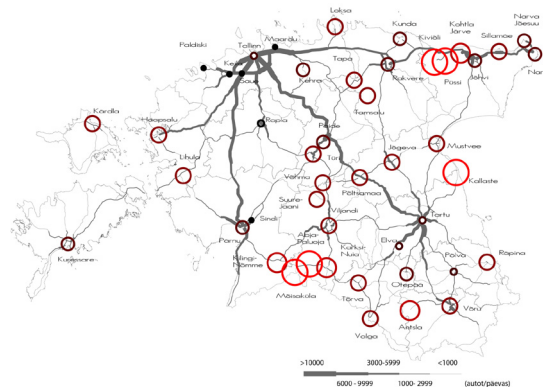 Loksa
Kunda
Narva
Jõesuu
Maardu
Tallinn
Kiviõli
Kohtla
Järve
Sillamäe
Paldiski
Keila
Saue
Kehra
Tapa
Rakvere
Püssi
Jõhvi
Nar
Tamsalu
Kärdla
Haapsalu
Rapla
Paide
Türi
Mustvee
Jõgeva
Lihula
Võhma
Kallaste
Suure-
Jaani
Põltsamaa
Sindi
Viljandi
Tartu
Pärnu
Abja-
Paluoja
Karksi-
Nuia
Elva
Kuressaare
Kilingi-
Nõmme
Põlva
Räpina
Otepää
Mõisaküla
Tõrva
Antsla
Võru
Valga
>10000
3000-5999
<1000
6000 - 9999
1000- 2999
(autot/päevas)